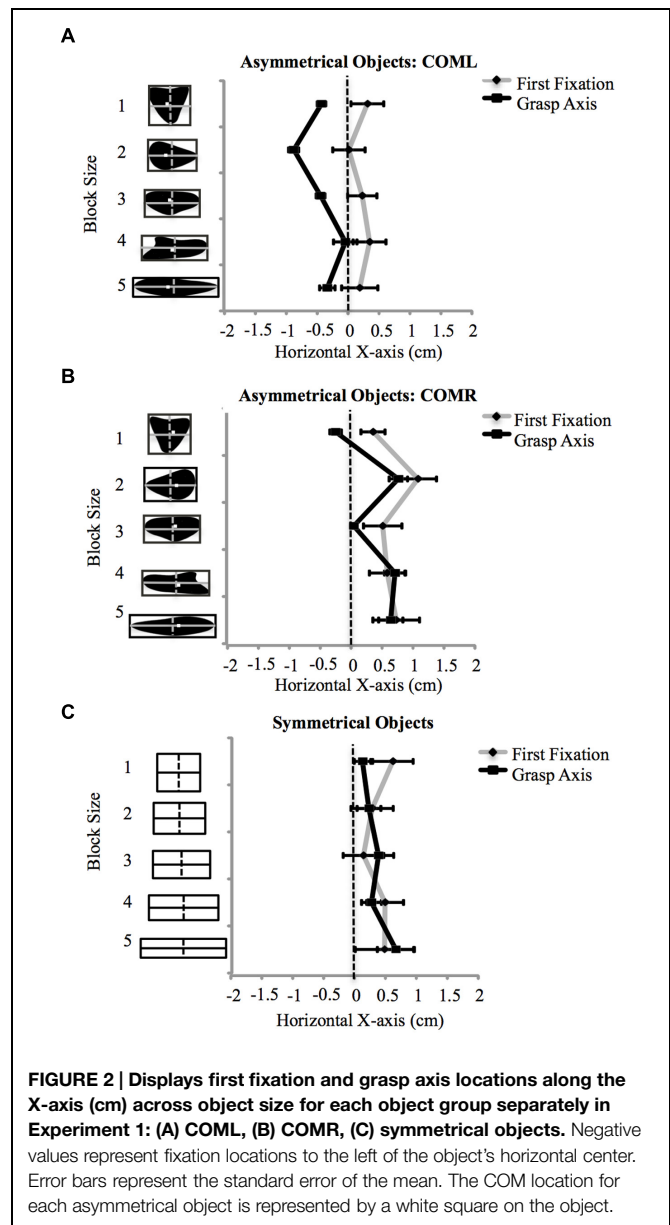 A
Asymmetrical Objects: COML
First Fixation
Grasp Axis
Block Size
1
2
3
4
5
-2 -1.5 -1 -0.5 0 0.5 1 1.5 2
Horizontal X-axis (cm)
B
Asymmetrical Objects: COMR
First Fixation
Grasp Axis
Block Size
1
2
3
4
5
-2 -1.5 -1 -0.5 0 0.5 1 1.5 2
Horizontal X-axis (cm)
C
Symmetrical Objects
First Fixation
Grasp Axis
Block Size
1
2
3
4
5
-2 -1.5 -1 -0.5 0 0.5 1 1.5 2
Horizontal X-axis (cm)
FIGURE 2 | Displays first fixation and grasp axis locations along the
X-axis (cm) across object size for each object group separately in
Experiment 1: (A) COML, (B) COMR, (C) symmetrical objects. Negative
values represent fixation locations to the left of the object's horizontal center.
Error bars represent the standard error of the mean. The COM location for
each asymmetrical object is represented by a white square on the object.